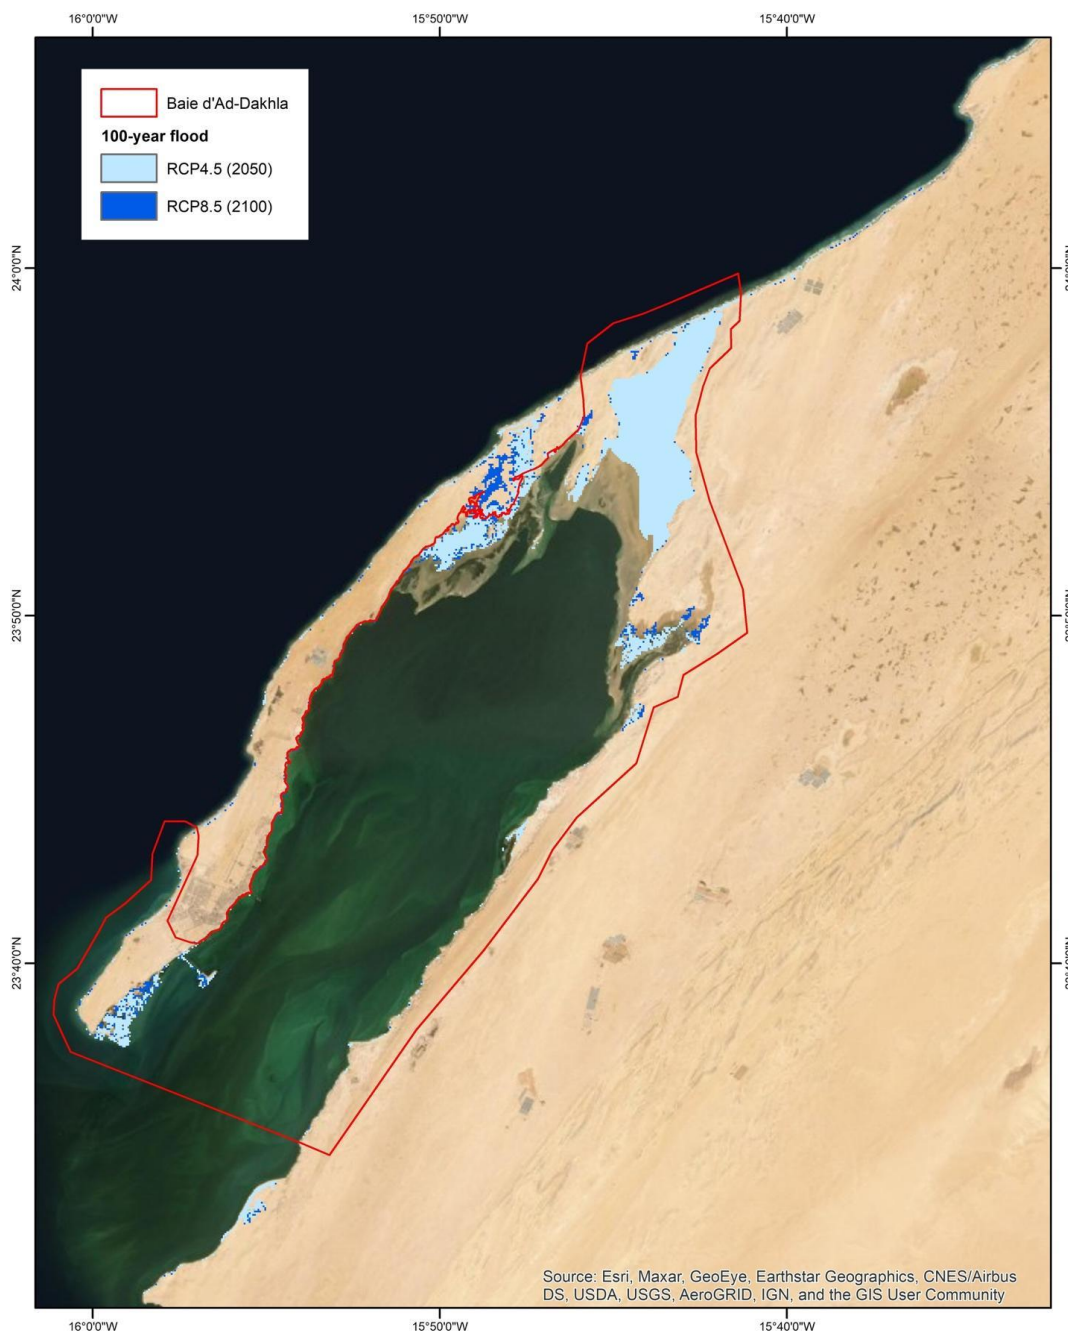 16°0'0"W 15°50'0"W 15°40'0"W
Baie d'Ad-Dakhla
100-year flood
RCP4.5 (2050)
RCP8.5 (2100)
24°0'0"N
23°50'0"N
23°40'0"N
Source: Esri, Maxar, GeoEye, Earthstar Geographics, CNES/Airbus
DS, USDA, USGS, AeroGRID, IGN, and the GIS User Community
16°0'0"W 15°50'0"W 15°40'0"W